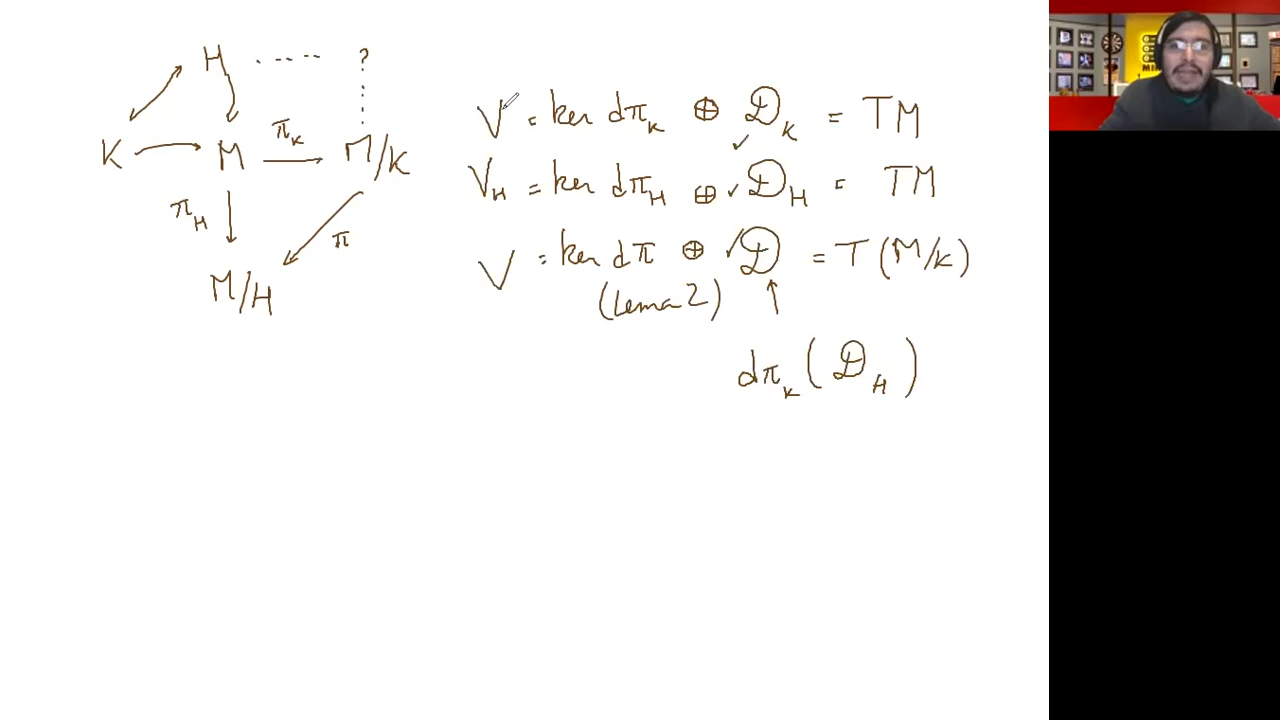 H ..... ?
K → M π_K → M/K
π_H ↓ π
M/H
V = ker dπ_K ⊕ D_K = TM
V_H = ker dπ_H ⊕ D_H = TM
V = ker dπ ⊕ D = T(M/K)
(Lema 2) ↑
dπ_K(D_H)